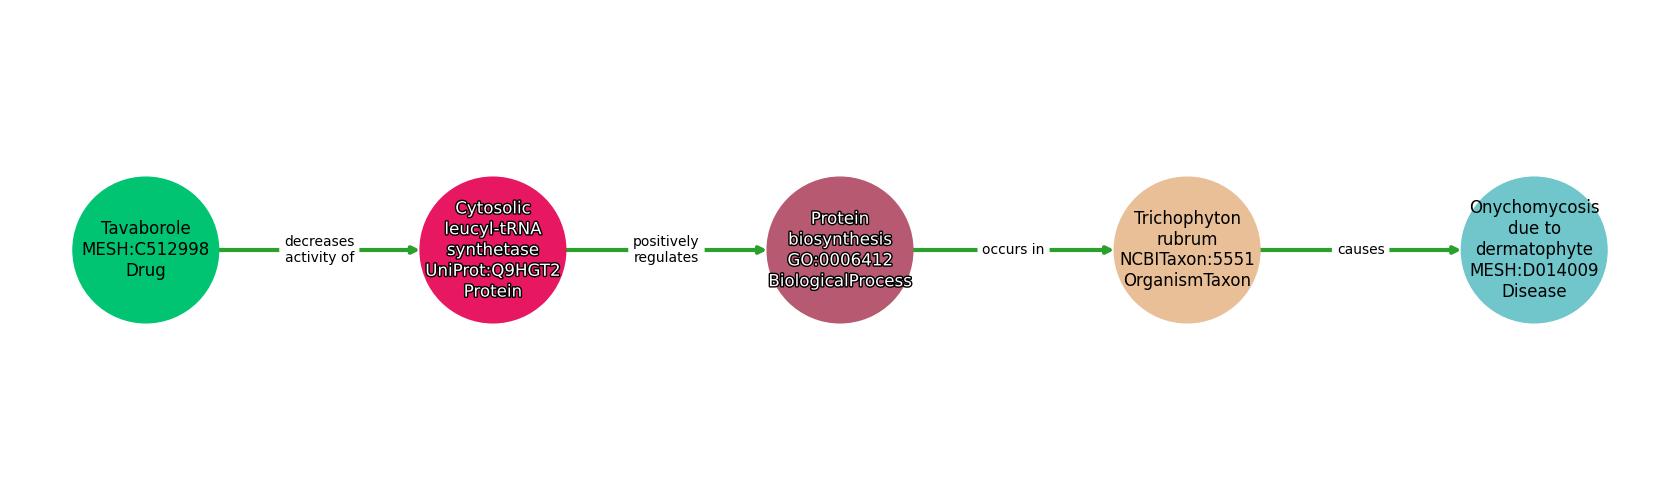 Tavaborole
MESH:C512998
Drug
decreases
activity of
Cytosolic
leucyl-tRNA
synthetase
UniProt:Q9HGT2
Protein
positively
regulates
Protein
biosynthesis
GO:0006412
BiologicalProcess
occurs in
Trichophyton
rubrum
NCBITaxon:5551
OrganismTaxon
causes
Onychomycosis
due to
dermatophyte
MESH:D014009
Disease